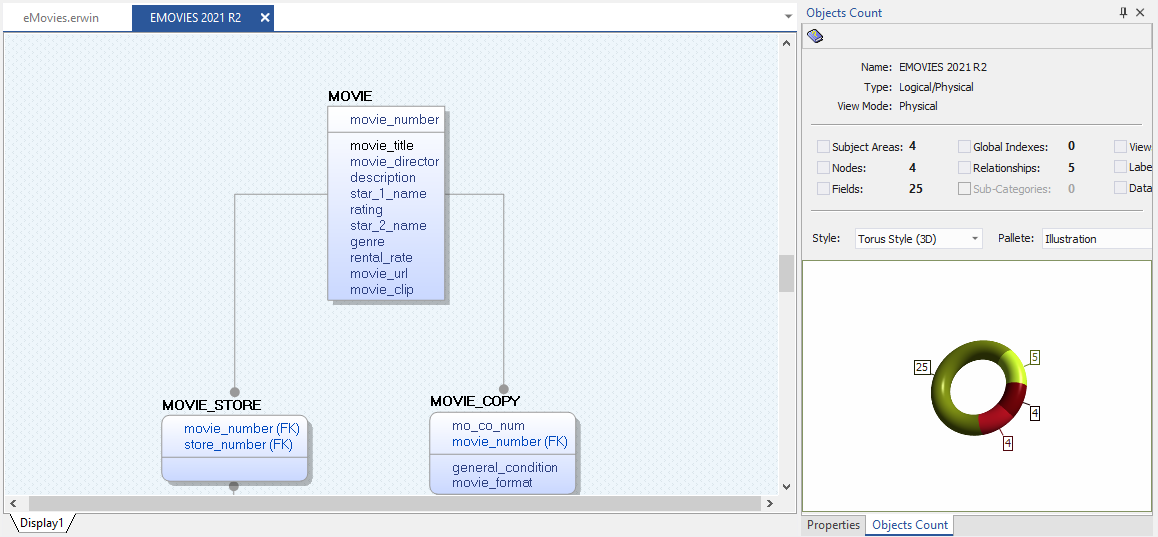 eMovies.erwin
EMOVIES 2021 R2
MOVIE
movie_number
movie_title
movie_director
description
star_1_name
rating
star_2_name
genre
rental_rate
movie_url
movie_clip
MOVIE_STORE
movie_number (FK)
store_number (FK)
MOVIE_COPY
mo_co_num
movie_number (FK)
general_condition
movie_format
Display1
Objects Count
Name: EMOVIES 2021 R2
Type: Logical/Physical
View Mode: Physical
Subject Areas: 4 Global Indexes: 0 View
Nodes: 4 Relationships: 5 Labe
Fields: 25 Sub-Categories: 0 Data
Style: Torus Style (3D) Pallete: Illustration
5
25
4
4
Properties Objects Count